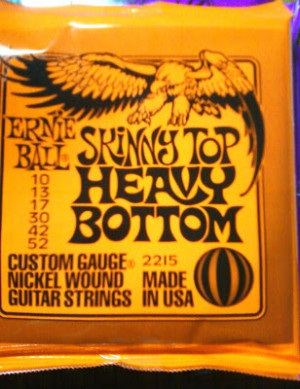 ERNIE BALL®
SKINNY TOP
HEAVY
BOTTOM
10
13
17
30
42
52
CUSTOM GAUGE® 2215
NICKEL WOUND MADE
GUITAR STRINGS IN USA